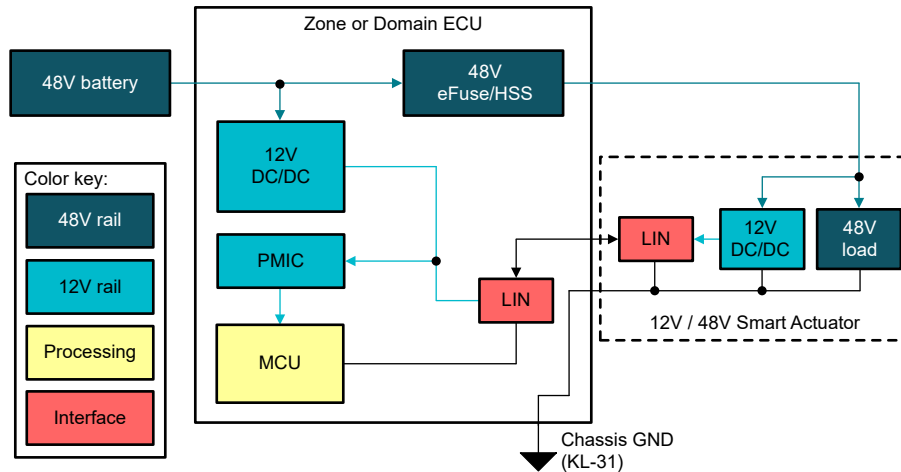 Zone or Domain ECU
48V battery
48V
eFuse/HSS
12V
DC/DC
Color key:
48V rail
12V rail
Processing
Interface
PMIC
MCU
LIN
LIN
12V
DC/DC
48V
load
12V / 48V Smart Actuator
Chassis GND
(KL-31)